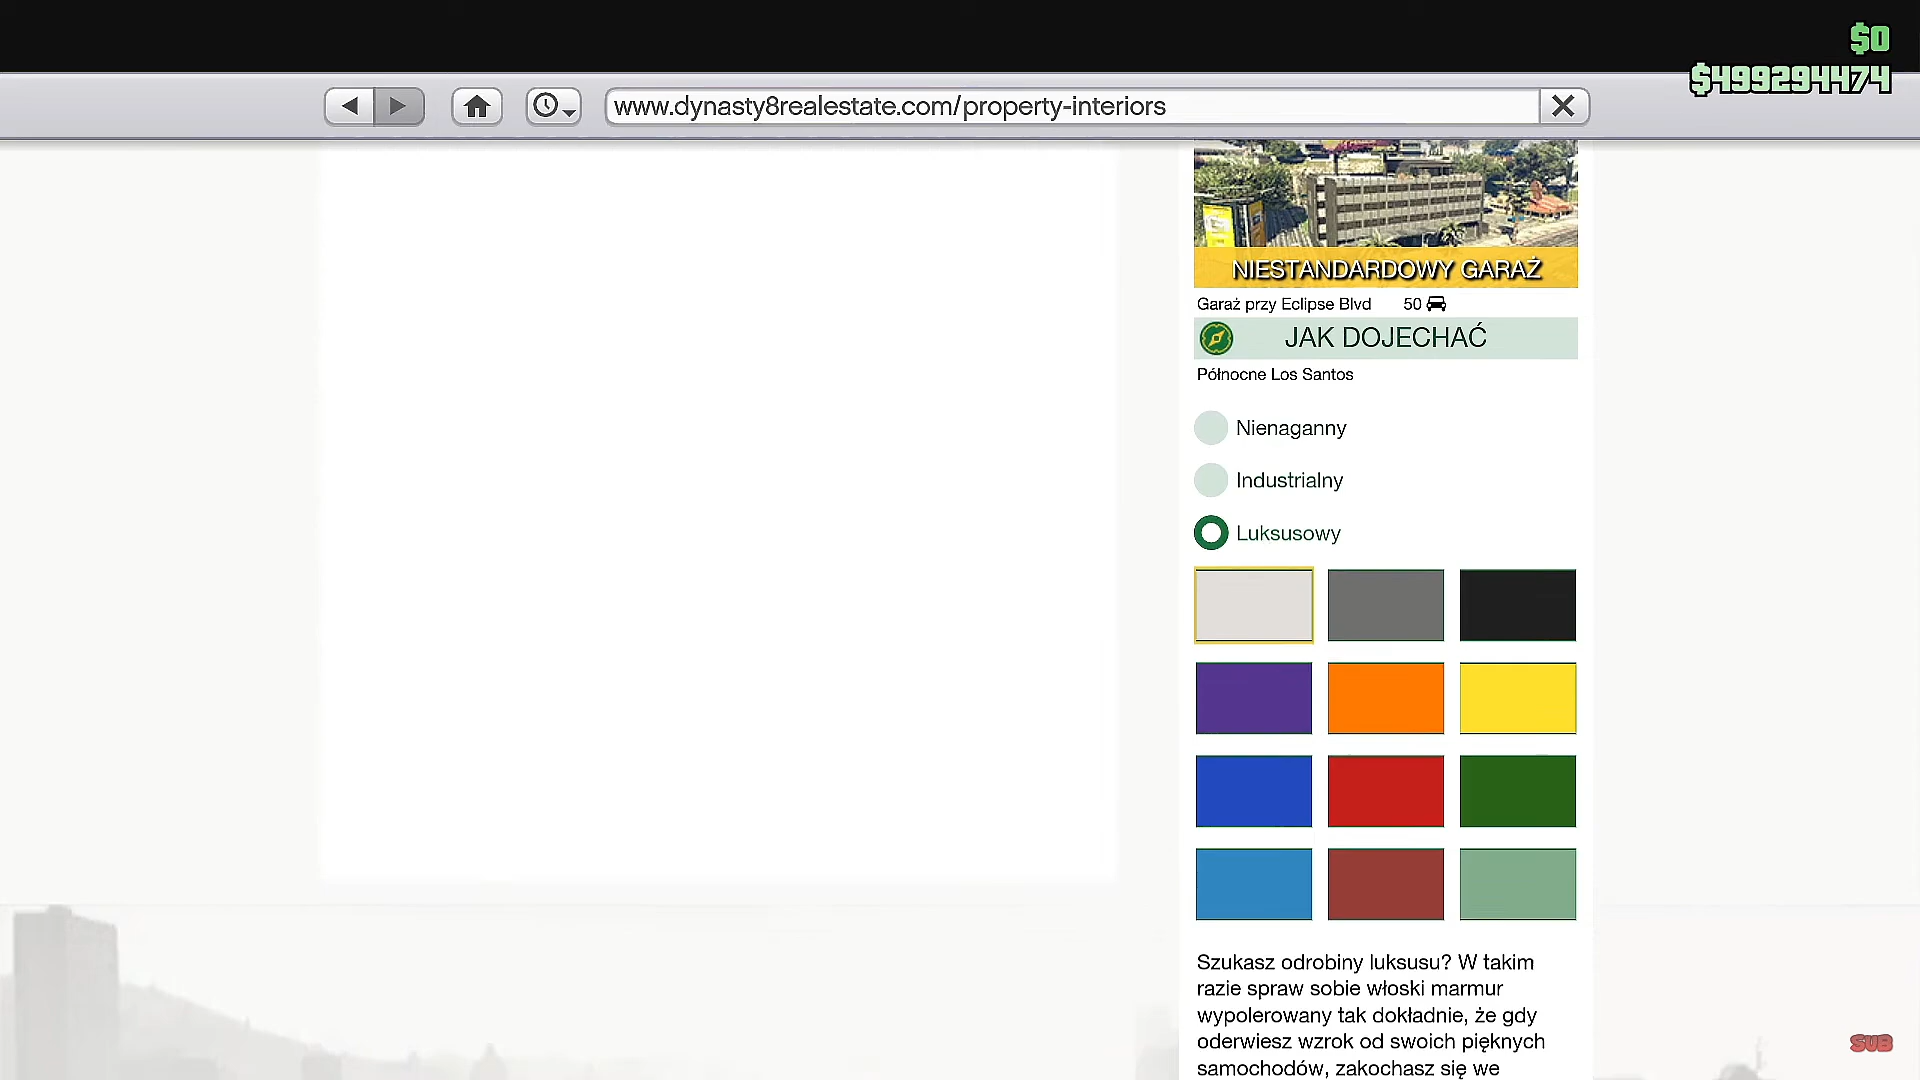 $0
$499294474
www.dynasty8realestate.com/property-interiors
NIESTANDARDOWY GARAŻ
Garaż przy Eclipse Blvd 50
JAK DOJECHAĆ
Północne Los Santos
Nienaganny
Industrialny
Luksusowy
Szukasz odrobiny luksusu? W takim
razie spraw sobie włoski marmur
wypolerowany tak dokładnie, że gdy
oderwiesz wzrok od swoich pięknych
samochodów, zakochasz się we
SUB